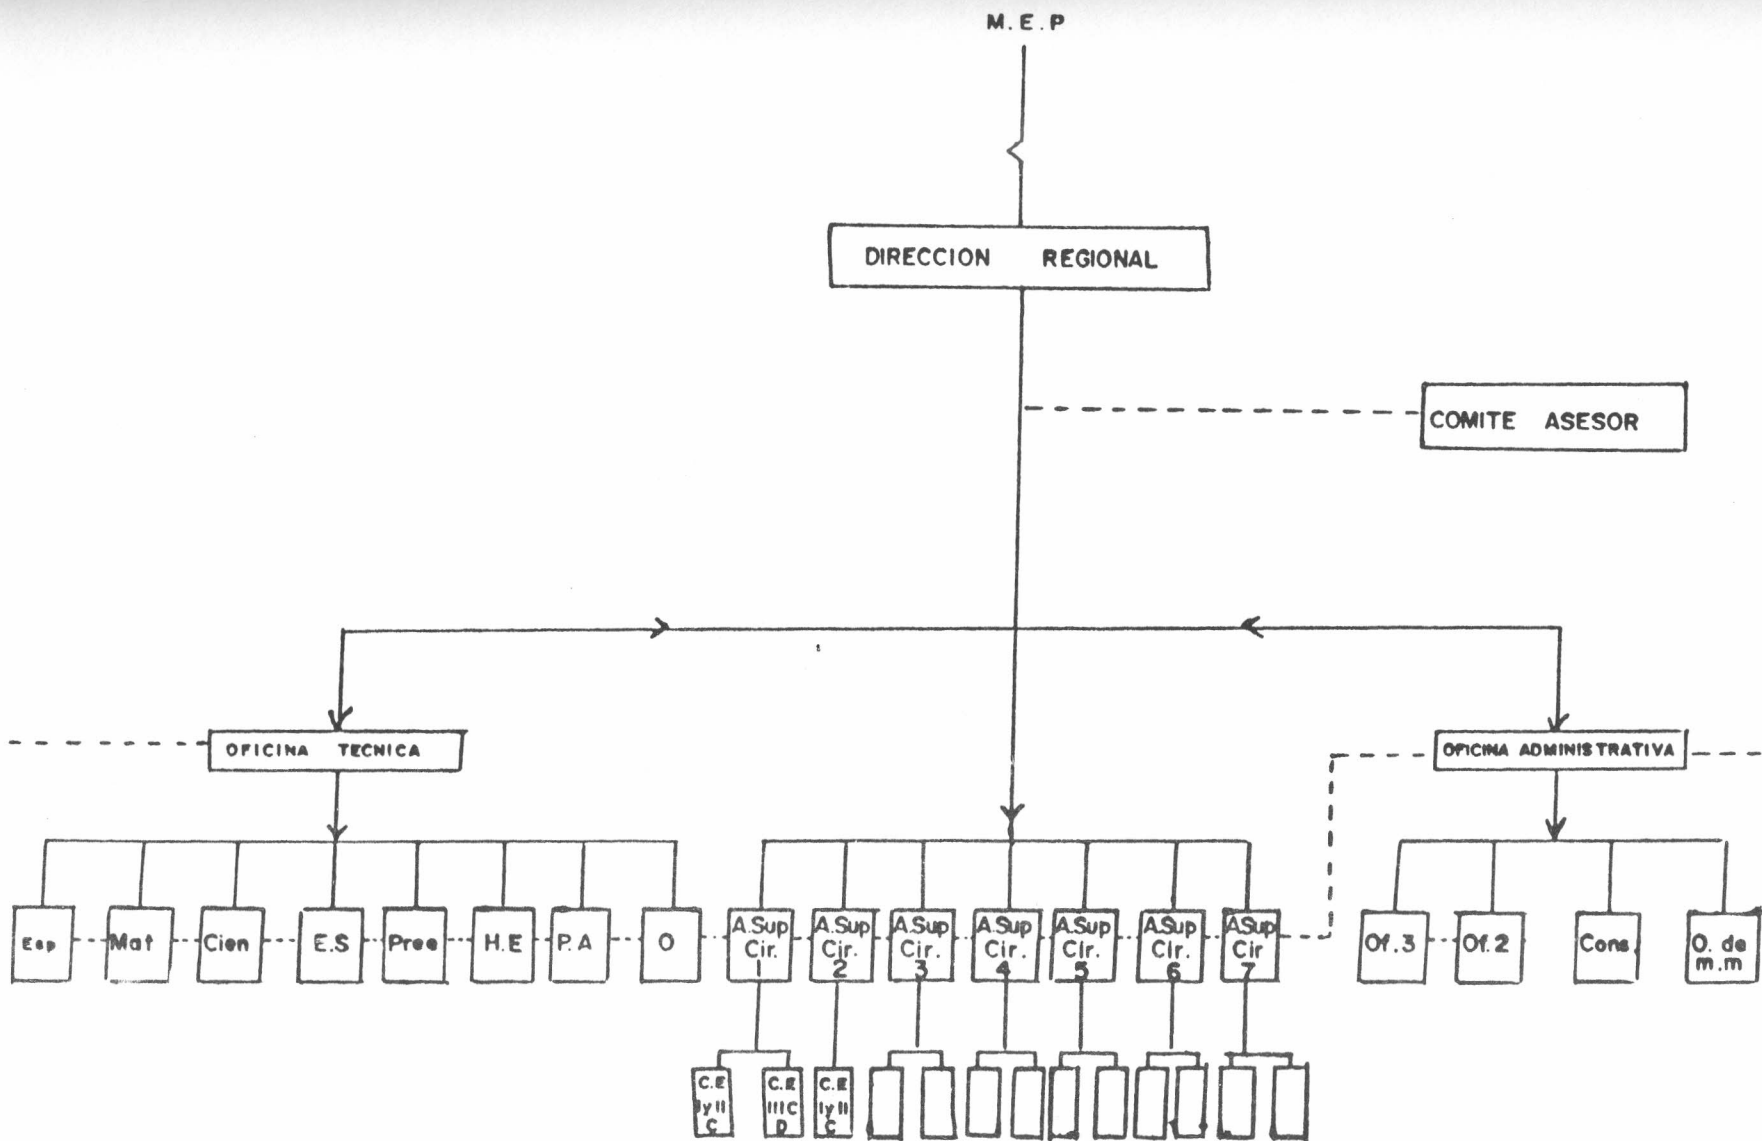 M.E.P
DIRECCION REGIONAL
COMITE ASESOR
OFICINA TECNICA
OFICINA ADMINISTRATIVA
Esp
Mat
Cien
E.S
Pree
H.E
P.A
O
A.Sup
Cir.
1
A.Sup
Cir.
2
A.Sup
Cir.
3
A.Sup
Cir.
4
A.Sup
Cir.
5
A.Sup
Cir.
6
A.Sup
Cir
7
Of.3
Of.2
Cons.
O. de
m.m
C.E
I y II
C
C.E
III C
D
C.E
I y II
C